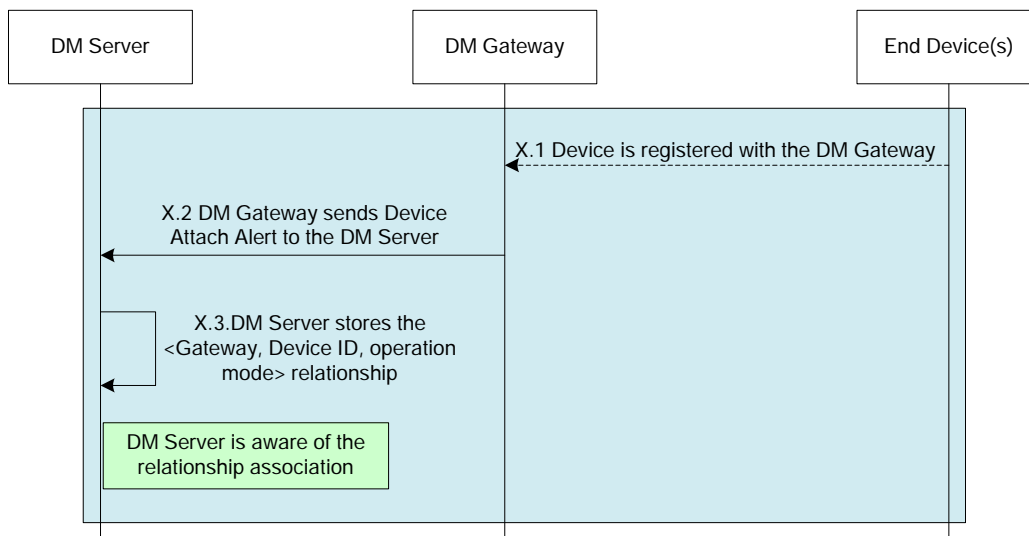 DM Server
DM Gateway
End Device(s)
X.1 Device is registered with the DM Gateway
X.2 DM Gateway sends Device
Attach Alert to the DM Server
X.3.DM Server stores the
<Gateway, Device ID, operation
mode> relationship
DM Server is aware of the
relationship association